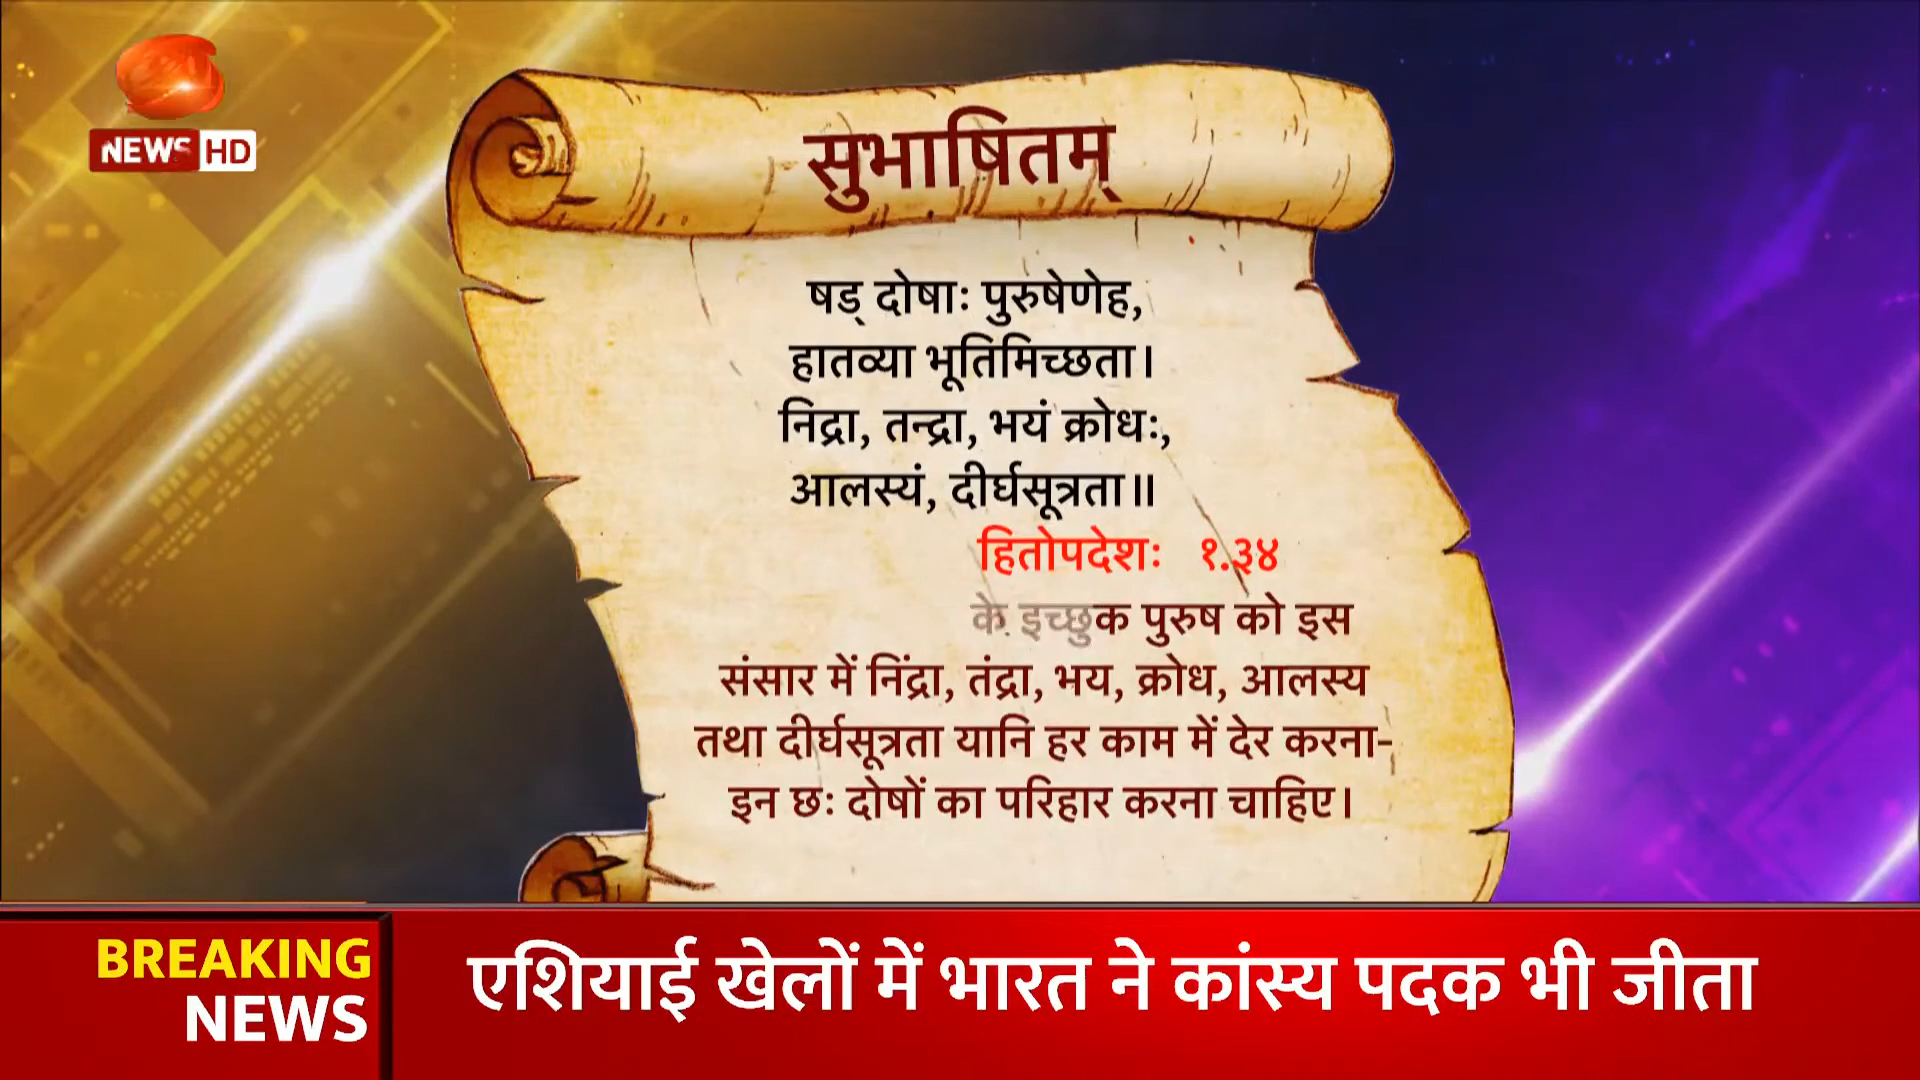 NEWS HD
सुभाषितम्
षड् दोषाः पुरुषेणेह,
हातव्या भूतिमिच्छता।
निद्रा, तन्द्रा, भयं क्रोधः,
आलस्यं, दीर्घसूत्रता॥
हितोपदेशः १.३४
के इच्छुक पुरुष को इस
संसार में निंद्रा, तंद्रा, भय, क्रोध, आलस्य
तथा दीर्घसूत्रता यानि हर काम में देर करना-
इन छः दोषों का परिहार करना चाहिए।
BREAKING
NEWS
एशियाई खेलों में भारत ने कांस्य पदक भी जीता